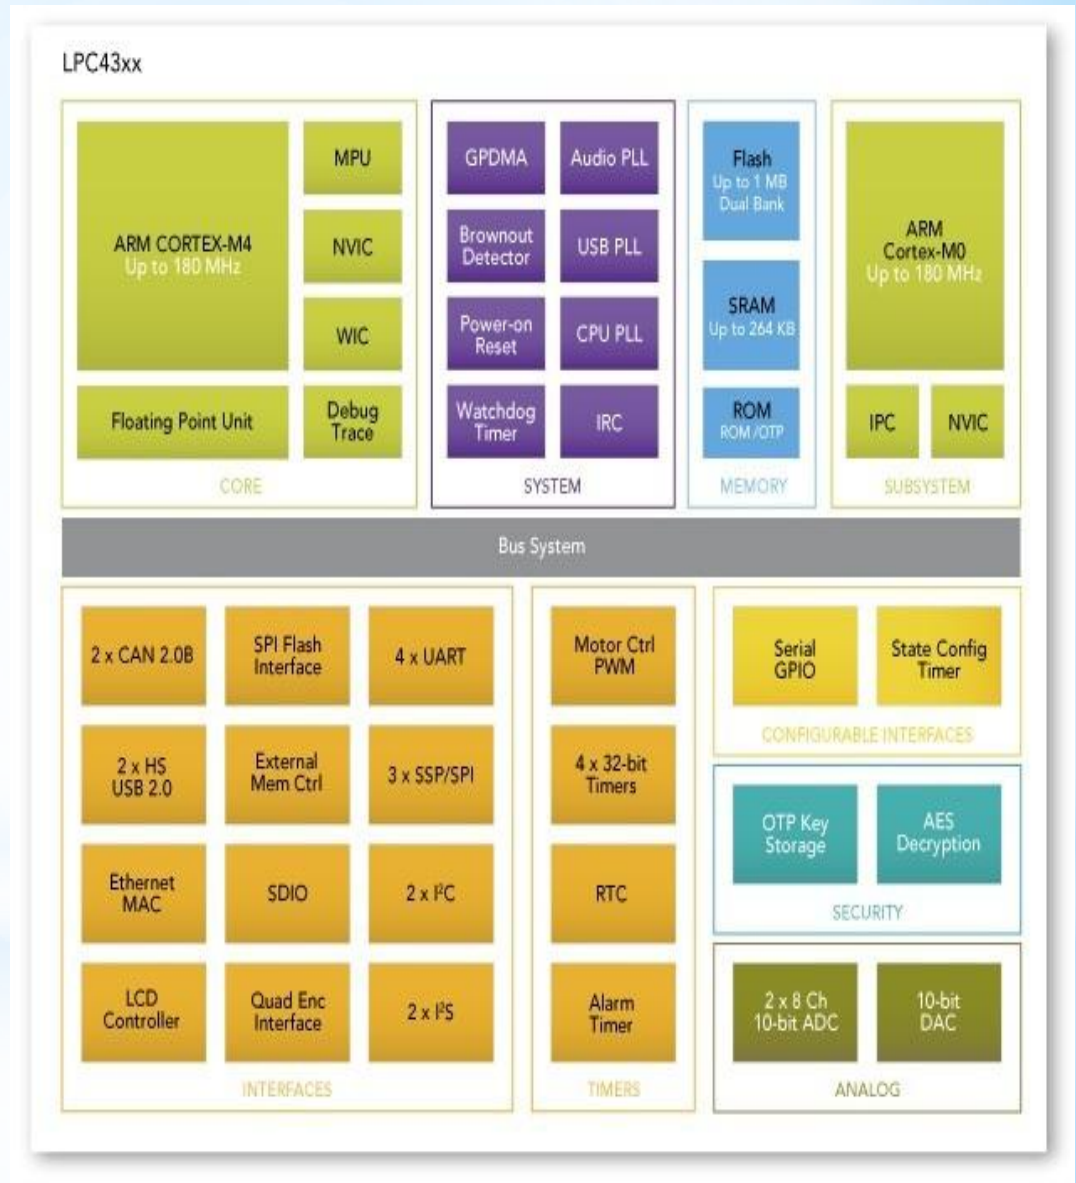 LPC43xx
ARM CORTEX-M4
Up to 180 MHz
MPU
NVIC
WIC
Floating Point Unit
Debug
Trace
CORE
GPDMA
Audio PLL
Brownout
Detector
USB PLL
Power-on
Reset
CPU PLL
Watchdog
Timer
IRC
SYSTEM
Flash
Up to 1 MB
Dual Bank
SRAM
Up to 264 KB
ROM
ROM /OTP
MEMORY
ARM
Cortex-M0
Up to 180 MHz
IPC
NVIC
SUBSYSTEM
Bus System
2 x CAN 2.0B
SPI Flash
Interface
4 x UART
2 x HS
USB 2.0
External
Mem Ctrl
3 x SSP/SPI
Ethernet
MAC
SDIO
2 x I²C
LCD
Controller
Quad Enc
Interface
2 x I²S
INTERFACES
Motor Ctrl
PWM
4 x 32-bit
Timers
RTC
Alarm
Timer
TIMERS
Serial
GPIO
State Config
Timer
CONFIGURABLE INTERFACES
OTP Key
Storage
AES
Decryption
SECURITY
2 x 8 Ch
10-bit ADC
10-bit
DAC
ANALOG